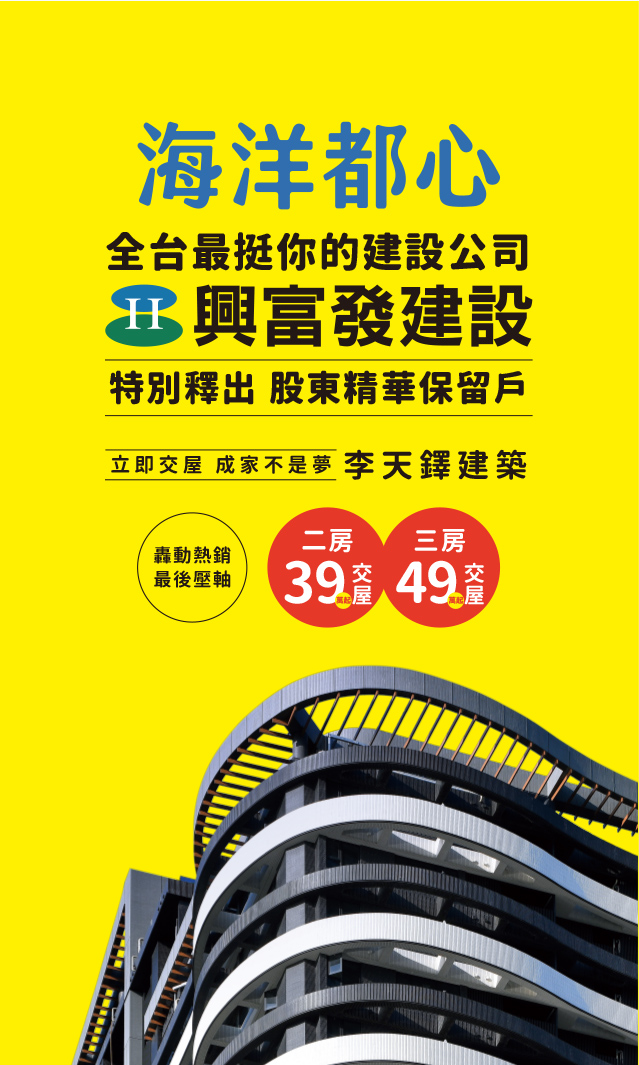 海洋都心
全台最挺你的建設公司
H 興富發建設
特別釋出 股東精華保留戶
立即交屋 成家不是夢 李天鐸建築
轟動熱銷
最後壓軸
二房
39萬起交屋
三房
49萬起交屋